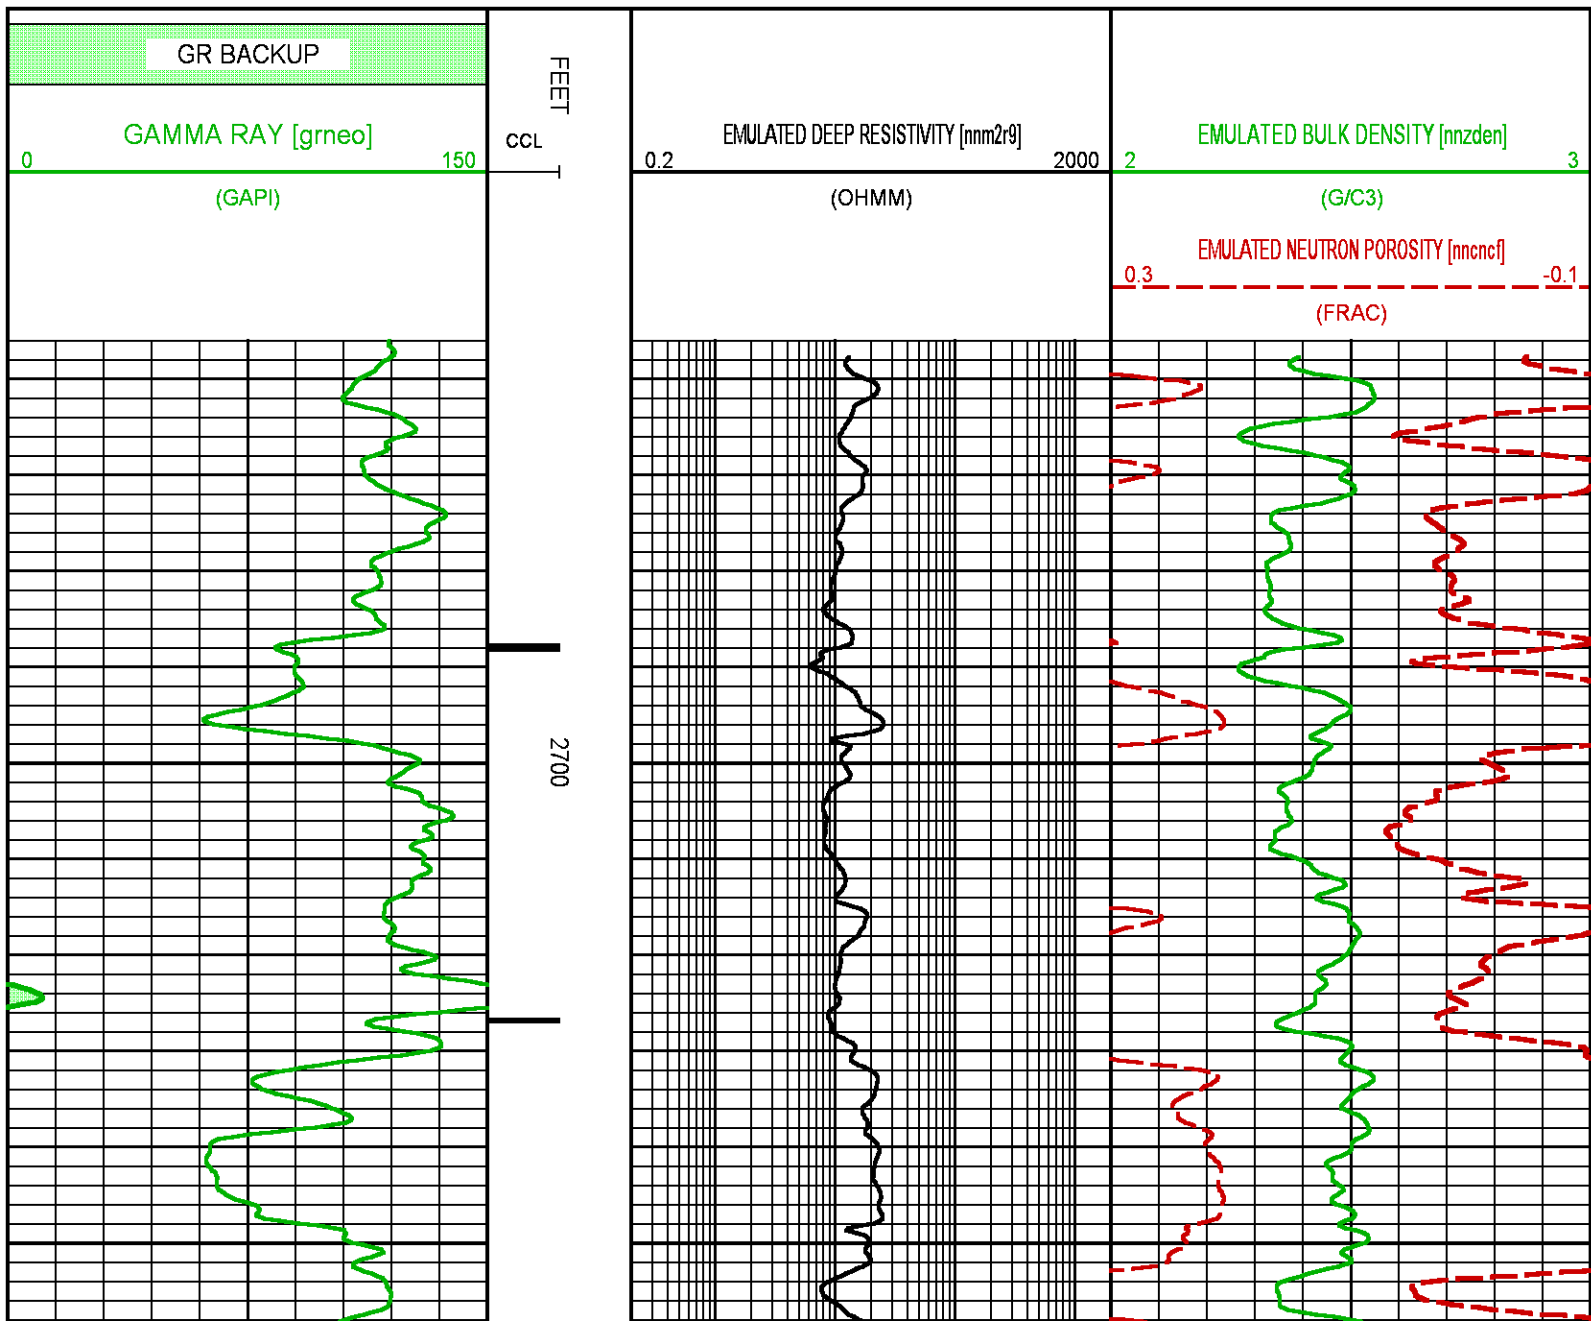 GR BACKUP
GAMMA RAY [grneo]
0 150
(GAPI)
FEET
CCL
2700
EMULATED DEEP RESISTIVITY [nnm2r9]
0.2 2000
(OHMM)
EMULATED BULK DENSITY [nnzden]
2 3
(G/C3)
EMULATED NEUTRON POROSITY [nncncf]
0.3 -0.1
(FRAC)